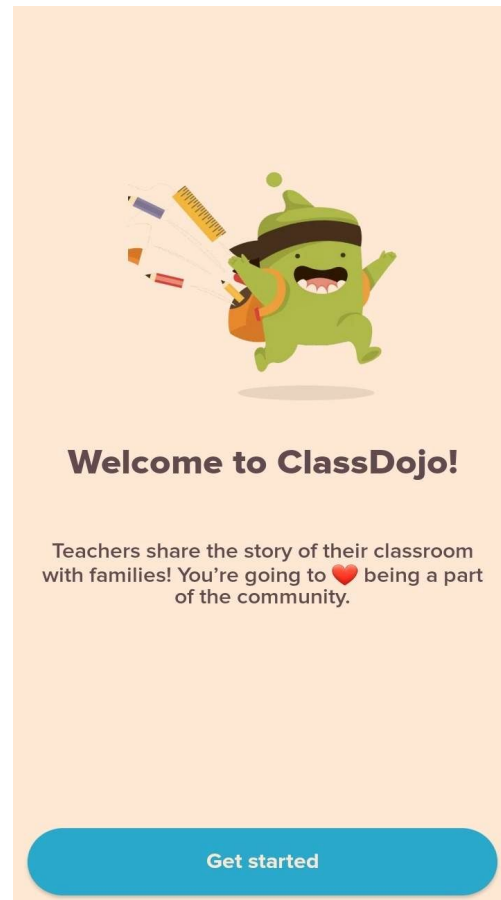 Welcome to ClassDojo!
Teachers share the story of their classroom
with families! You’re going to ❤️ being a part
of the community.
Get started